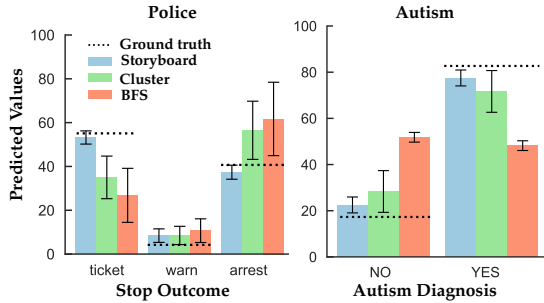 Police
Autism
Predicted Values
100
80
60
40
20
0
Ground truth
Storyboard
Cluster
BFS
ticket warn arrest
Stop Outcome
100
80
60
40
20
0
NO YES
Autism Diagnosis